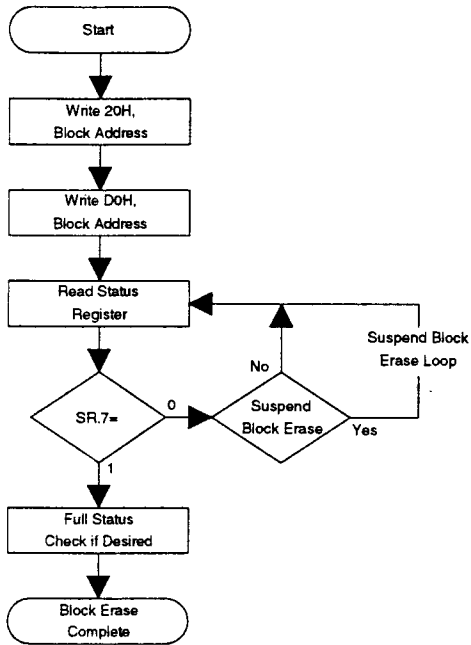 Start
Write 20H,
Block Address
Write D0H,
Block Address
Read Status
Register
Suspend Block
Erase Loop
No
SR.7=
0
Suspend
Block Erase
Yes
1
Full Status
Check if Desired
Block Erase
Complete